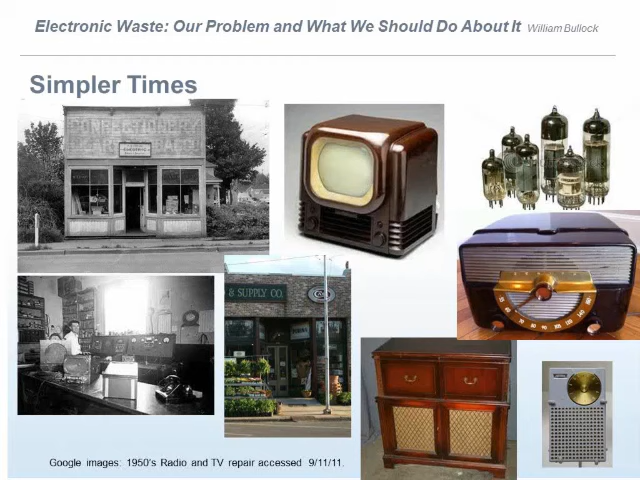 Electronic Waste: Our Problem and What We Should Do About It William Bullock
Simpler Times
CONFECTIONERY
& SUPPLY CO.
Google images: 1950's Radio and TV repair accessed 9/11/11.